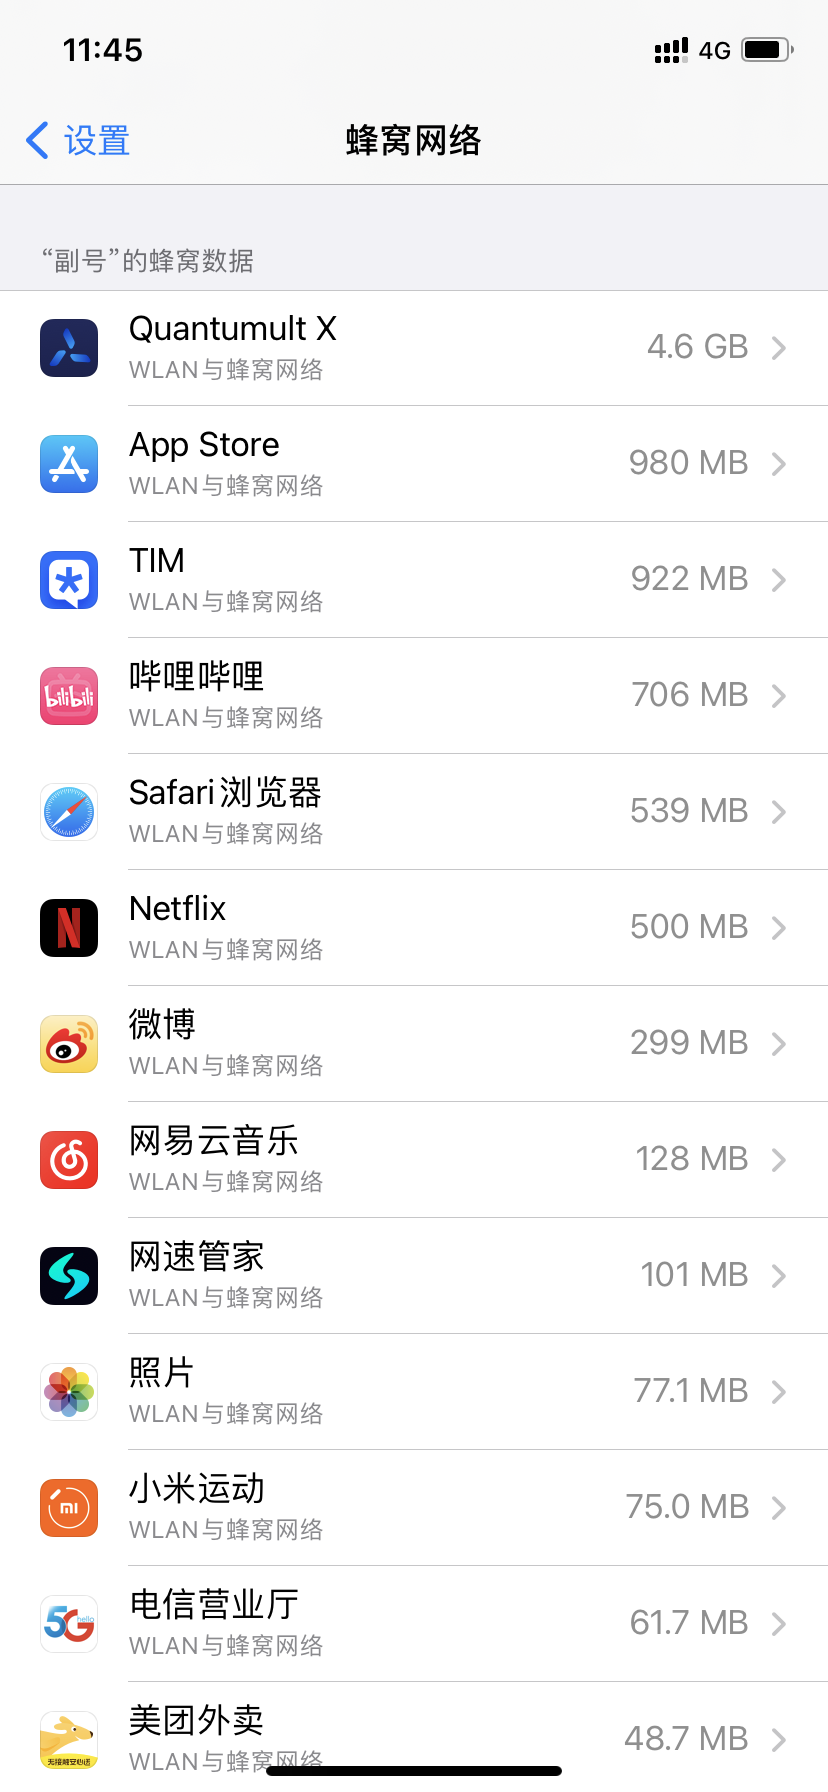 11:45
4G
设置
蜂窝网络
“副号”的蜂窝数据
Quantumult X
WLAN与蜂窝网络
4.6 GB
App Store
WLAN与蜂窝网络
980 MB
TIM
WLAN与蜂窝网络
922 MB
bilibili
哔哩哔哩
WLAN与蜂窝网络
706 MB
Safari浏览器
WLAN与蜂窝网络
539 MB
N
Netflix
WLAN与蜂窝网络
500 MB
微博
WLAN与蜂窝网络
299 MB
网易云音乐
WLAN与蜂窝网络
128 MB
网速管家
WLAN与蜂窝网络
101 MB
照片
WLAN与蜂窝网络
77.1 MB
mi
小米运动
WLAN与蜂窝网络
75.0 MB
5G hello
电信营业厅
WLAN与蜂窝网络
61.7 MB
无接触安心送
美团外卖
WLAN与蜂窝网络
48.7 MB